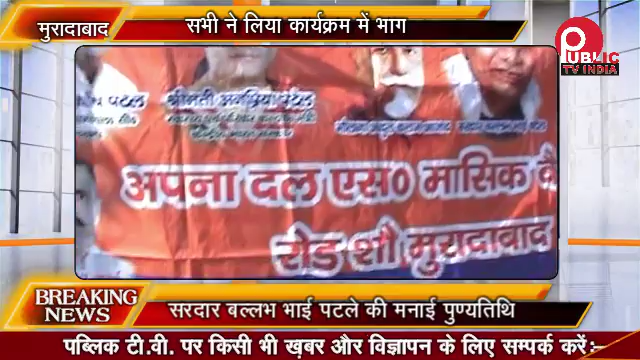 मुरादाबाद
सभी ने लिया कार्यक्रम में भाग
PUBLIC
TV INDIA
पटेल श्रीमती अनुप्रिया पटेल
अपना दल एस० मासिक
रोड शौ मुरादाबाद
BREAKING
NEWS
सरदार बल्लभ भाई पटले की मनाई पुण्यतिथि
पब्लिक टी.वी. पर किसी भी ख़बर और विज्ञापन के लिए सम्पर्क करें:–